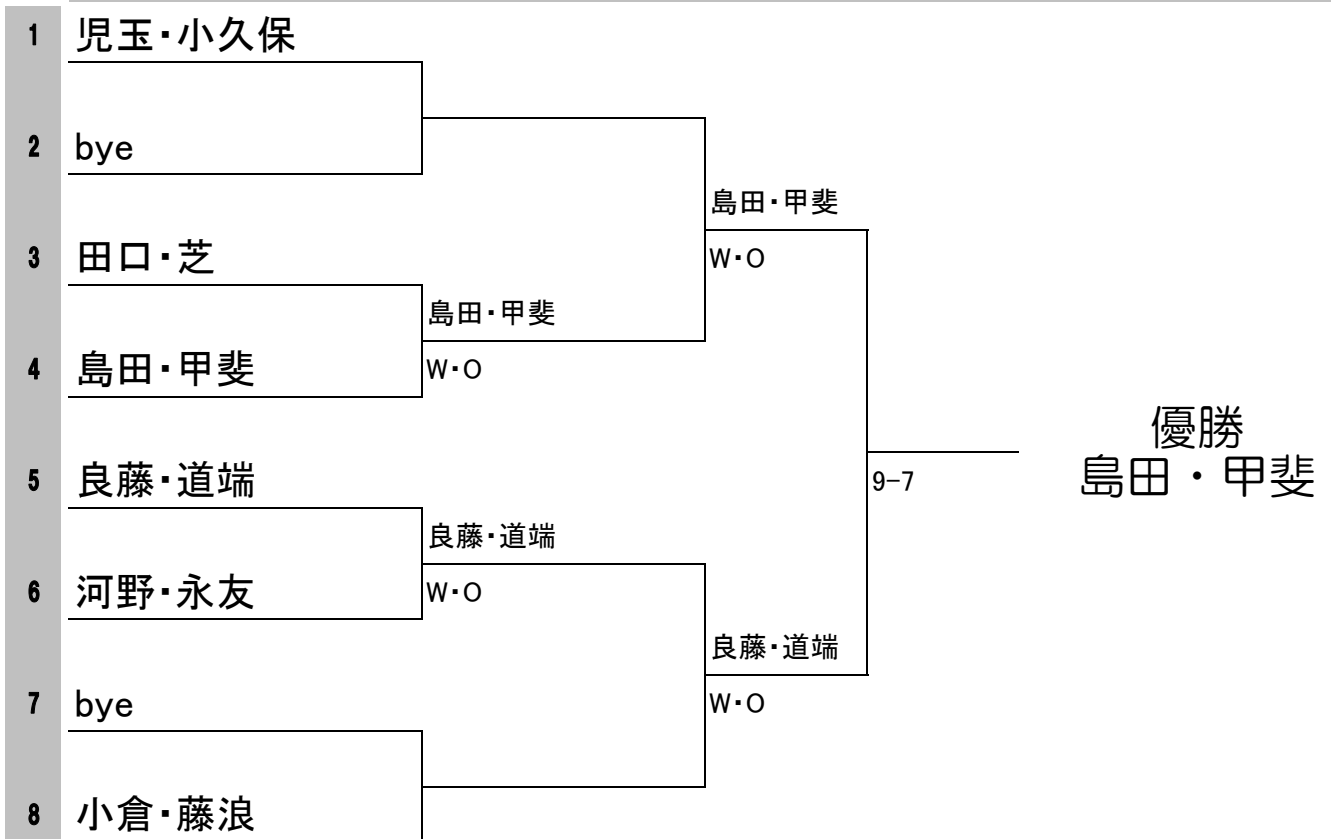 1 児玉・小久保
2 bye
島田・甲斐
3 田口・芝
W・O
島田・甲斐
4 島田・甲斐
W・O
優勝
島田・甲斐
5 良藤・道端
9-7
良藤・道端
6 河野・永友
W・O
良藤・道端
7 bye
W・O
8 小倉・藤浪